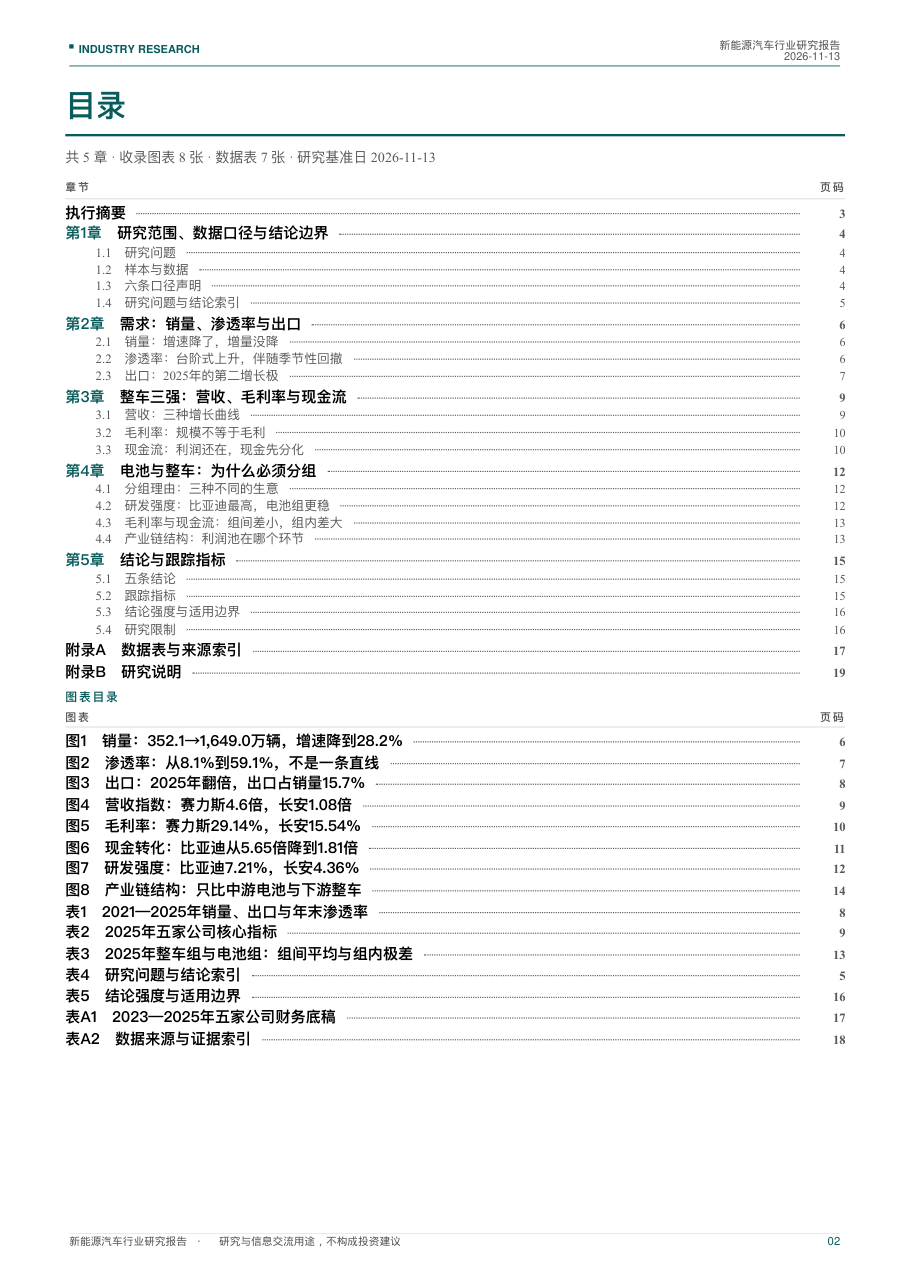 INDUSTRY RESEARCH
新能源汽车行业研究报告
2026-11-13
目录
共 5 章 · 收录图表 8 张 · 数据表 7 张 · 研究基准日 2026-11-13
章节 页码
执行摘要 3
第1章 研究范围、数据口径与结论边界 4
1.1 研究问题 4
1.2 样本与数据 4
1.3 六条口径声明 4
1.4 研究问题与结论索引 5
第2章 需求：销量、渗透率与出口 6
2.1 销量：增速降了，增量没降 6
2.2 渗透率：台阶式上升，伴随季节性回撤 6
2.3 出口：2025年的第二增长极 7
第3章 整车三强：营收、毛利率与现金流 9
3.1 营收：三种增长曲线 9
3.2 毛利率：规模不等于毛利 10
3.3 现金流：利润还在，现金先分化 10
第4章 电池与整车：为什么必须分组 12
4.1 分组理由：三种不同的生意 12
4.2 研发强度：比亚迪最高，电池组更稳 12
4.3 毛利率与现金流：组间差小，组内差大 13
4.4 产业链结构：利润池在哪个环节 13
第5章 结论与跟踪指标 15
5.1 五条结论 15
5.2 跟踪指标 15
5.3 结论强度与适用边界 16
5.4 研究限制 16
附录A 数据表与来源索引 17
附录B 研究说明 19
图表目录
图表 页码
图1 销量：352.1→1,649.0万辆，增速降到28.2% 6
图2 渗透率：从8.1%到59.1%，不是一条直线 7
图3 出口：2025年翻倍，出口占销量15.7% 8
图4 营收指数：赛力斯4.6倍，长安1.08倍 9
图5 毛利率：赛力斯29.14%，长安15.54% 10
图6 现金转化：比亚迪从5.65倍降到1.81倍 11
图7 研发强度：比亚迪7.21%，长安4.36% 12
图8 产业链结构：只比中游电池与下游整车 14
表1 2021—2025年销量、出口与年末渗透率 8
表2 2025年五家公司核心指标 9
表3 2025年整车组与电池组：组间平均与组内极差 13
表4 研究问题与结论索引 5
表5 结论强度与适用边界 16
表A1 2023—2025年五家公司财务底稿 17
表A2 数据来源与证据索引 18
新能源汽车行业研究报告 · 研究与信息交流用途，不构成投资建议 02